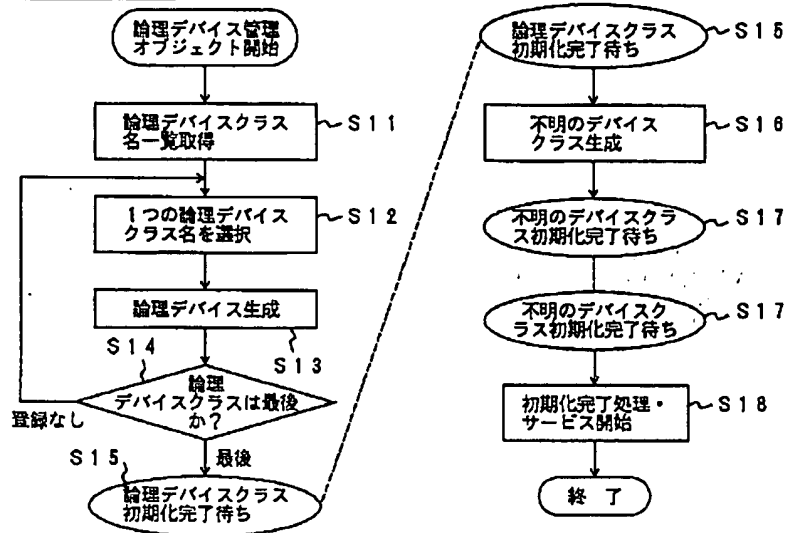 論理デバイス管理
オブジェクト開始
論理デバイスクラス
名一覧取得
S11
1つの論理デバイス
クラス名を選択
S12
論理デバイス生成
S13
S14
論理
デバイスクラスは最後
か?
登録なし
最後
S15
論理デバイスクラス
初期化完了待ち
論理デバイスクラス
初期化完了待ち
S15
不明のデバイス
クラス生成
S16
不明のデバイスクラ
ス初期化完了待ち
S17
不明のデバイスク
ラス初期化完了待ち
S17
初期化完了処理・
サービス開始
S18
終 了